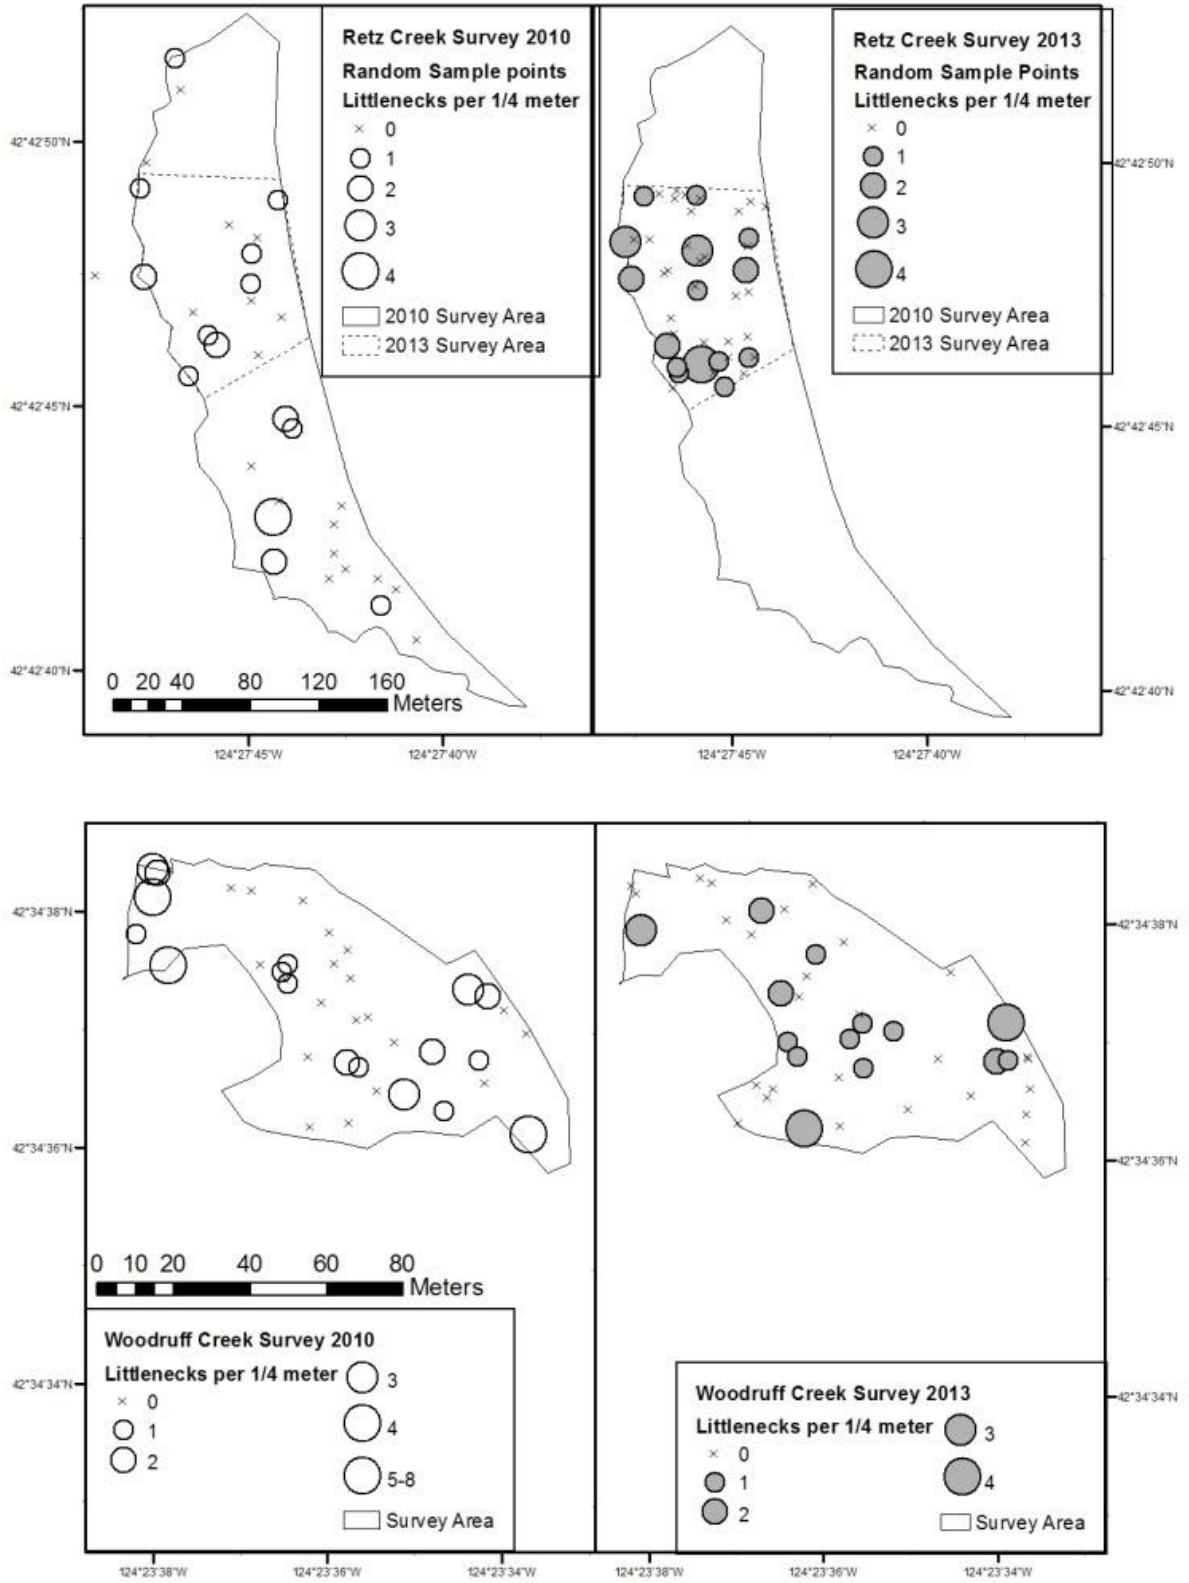 Retz Creek Survey 2010
Random Sample points
Littlenecks per 1/4 meter
0
1
2
3
4
2010 Survey Area
2013 Survey Area
42°42'50"N
42°42'45"N
42°42'40"N
0 20 40 80 120 160
Meters
124°27'45"W 124°27'40"W
Retz Creek Survey 2013
Random Sample Points
Littlenecks per 1/4 meter
0
1
2
3
4
2010 Survey Area
2013 Survey Area
42°42'50"N
42°42'45"N
42°42'40"N
124°27'45"W 124°27'40"W
42°34'38"N
42°34'36"N
42°34'34"N
0 10 20 40 60 80
Meters
Woodruff Creek Survey 2010
Littlenecks per 1/4 meter
0
1
2
3
4
5-8
Survey Area
124°23'38"W 124°23'36"W 124°23'34"W
42°34'38"N
42°34'36"N
42°34'34"N
Woodruff Creek Survey 2013
Littlenecks per 1/4 meter
0
1
2
3
4
Survey Area
124°23'38"W 124°23'36"W 124°23'34"W